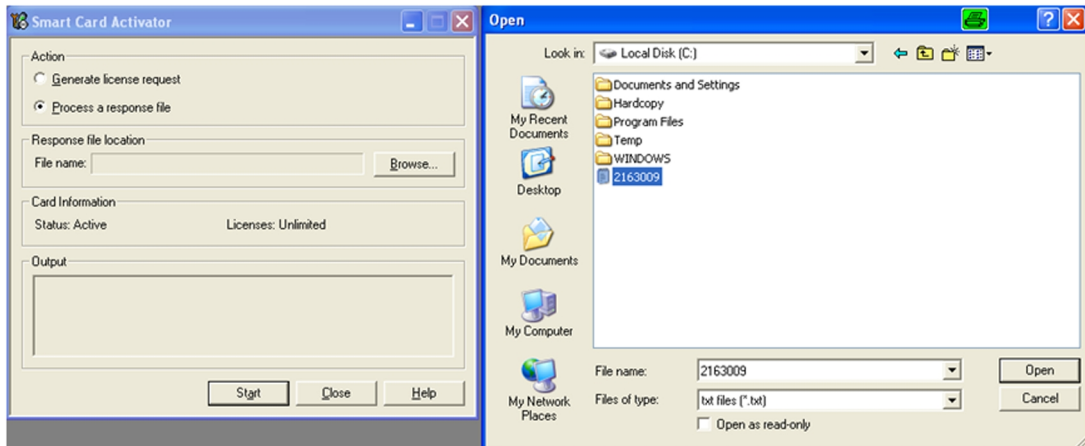 Smart Card Activator
Action
Generate license request
Process a response file
Response file location
File name:
Browse...
Card Information
Status: Active Licenses: Unlimited
Output
Start Close Help
Open
Look in: Local Disk (C:)
My Recent Documents
Desktop
My Documents
My Computer
My Network Places
Documents and Settings
Hardcopy
Program Files
Temp
WINDOWS
2163009
File name: 2163009 Open
Files of type: txt files (*.txt) Cancel
Open as read-only